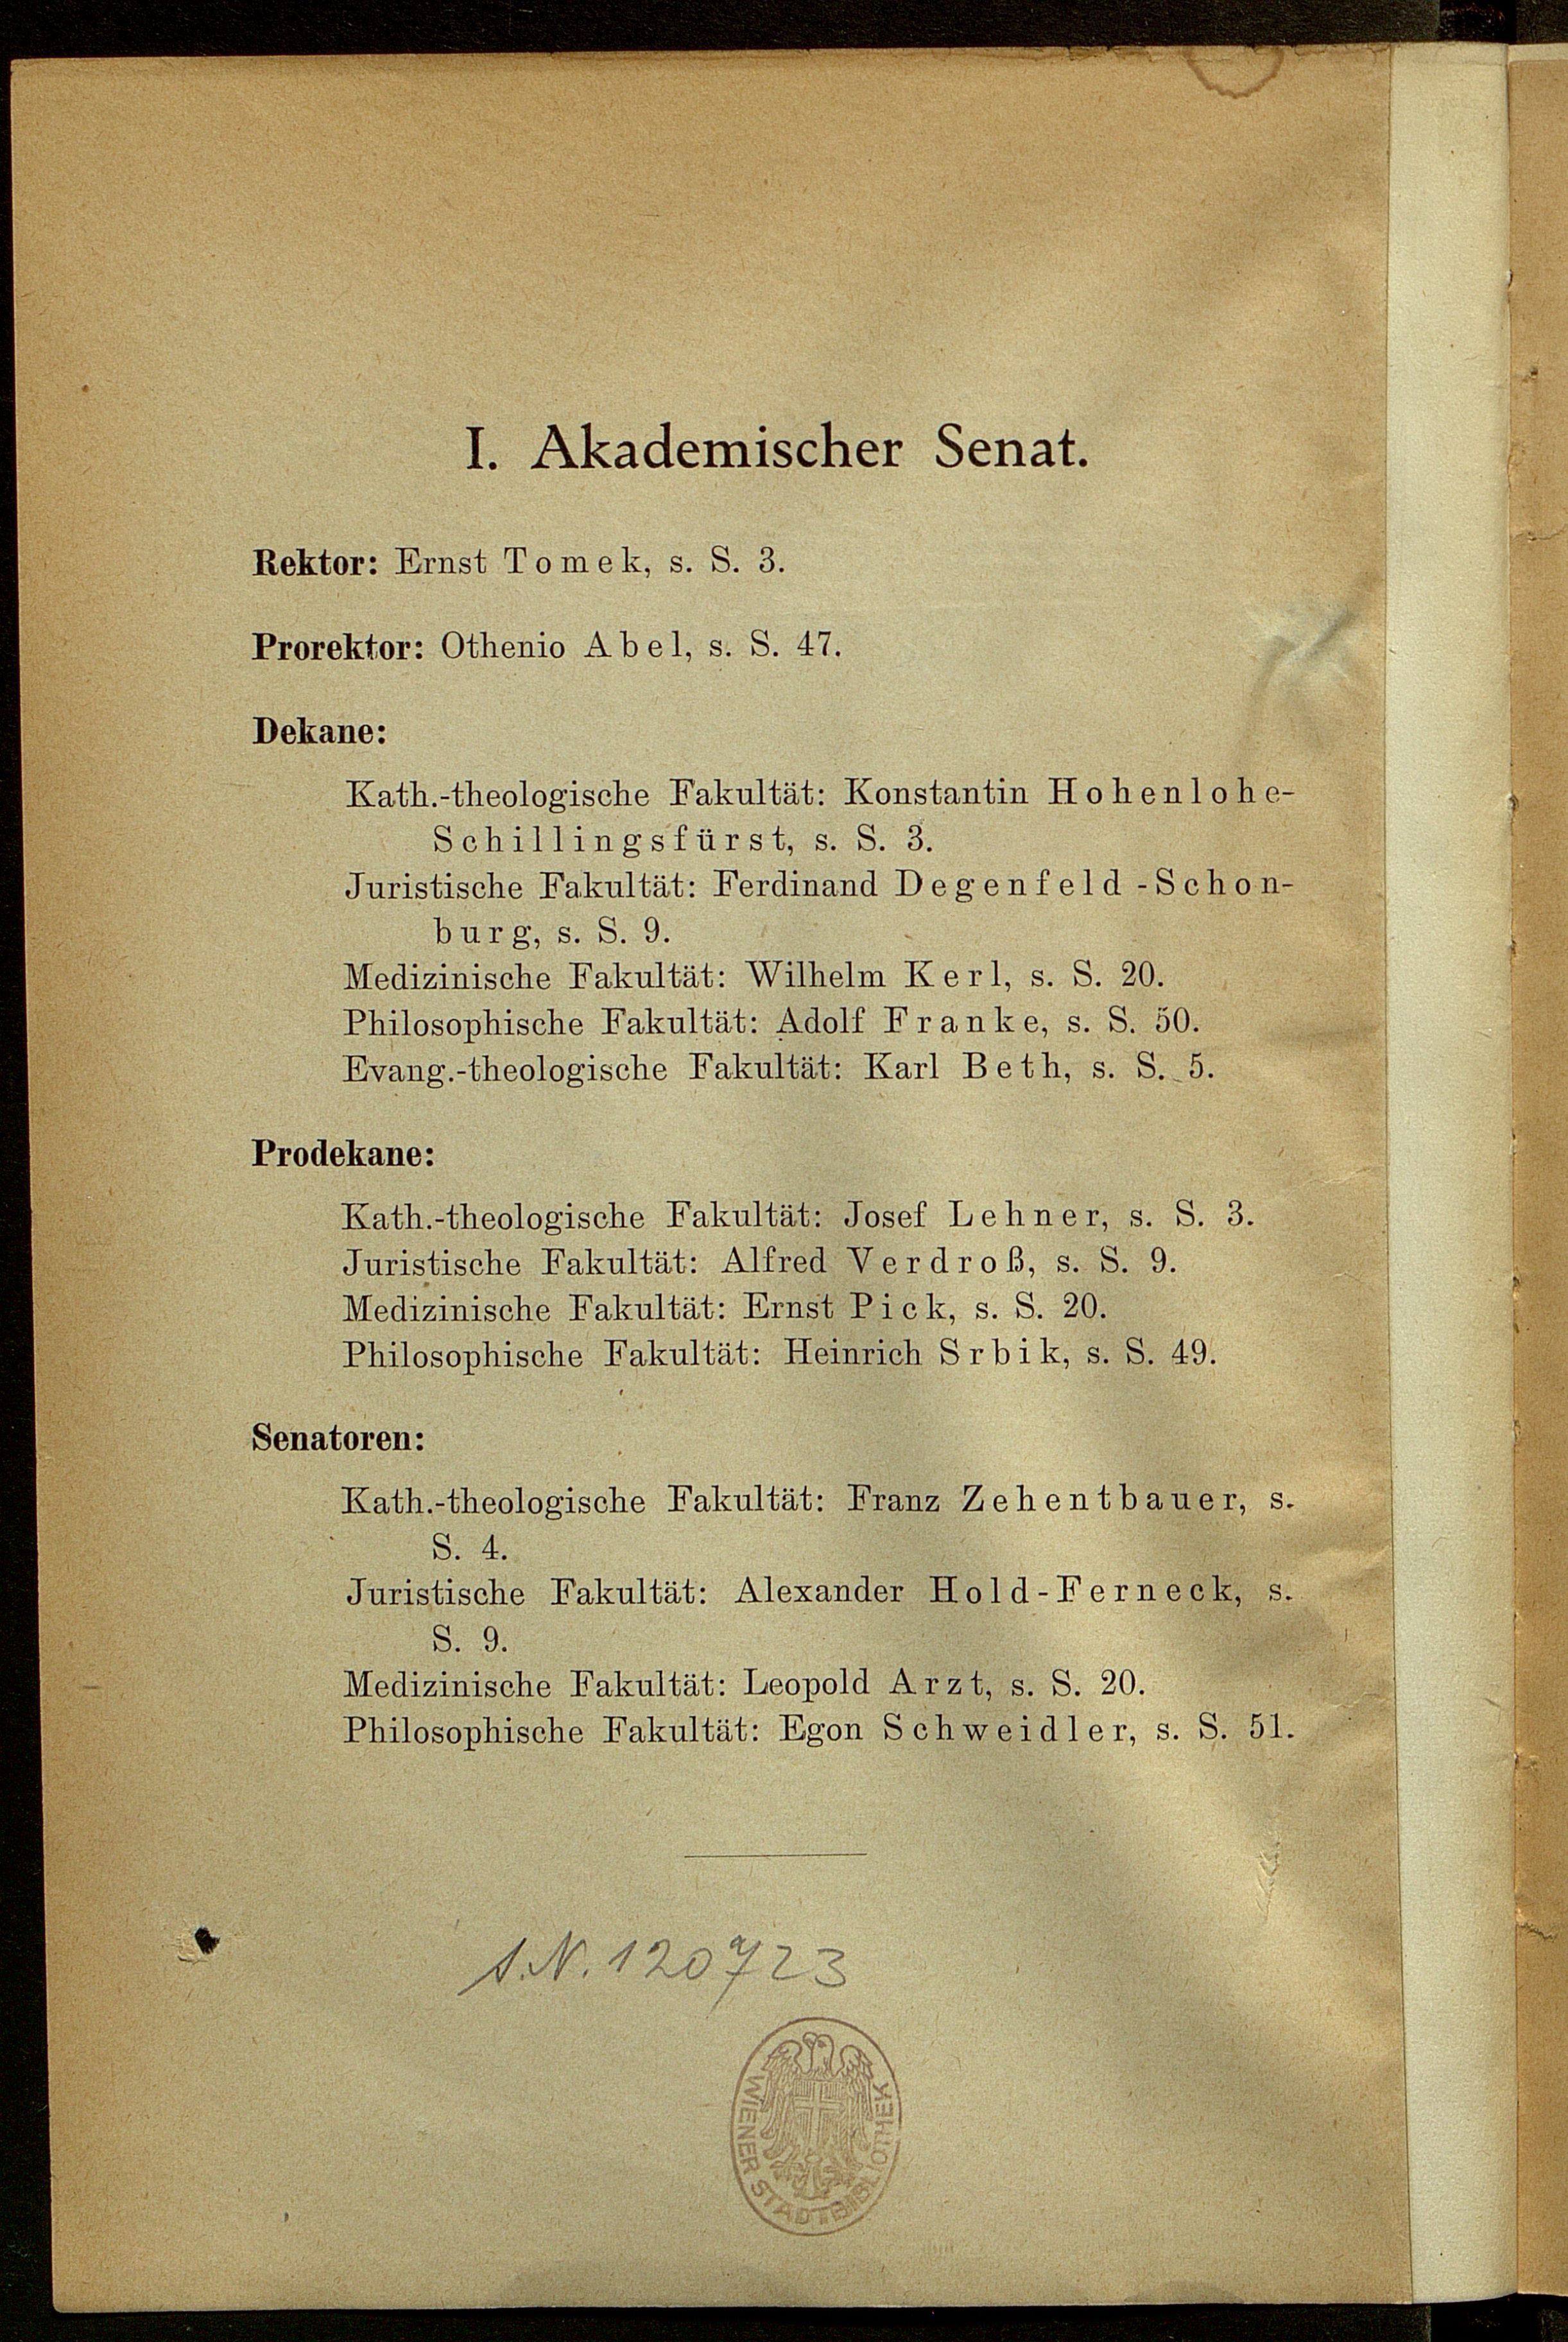 I. Akademischer Senat.
Rektor: Ernst Tomek, s. S. 3.
Prorektor: Othenio Abel, s. S. 47.
Dekane:
Kath.-theologische Fakultät: Konstantin Hohenlohe-
Schillingsfürst, s. S. 3.
Juristische Fakultät: Ferdinand Degenfeld-Schon-
burg, s. S. 9.
Medizinische Fakultät: Wilhelm Kerl, s. S. 20.
Philosophische Fakultät: Adolf Franke, s. S. 50.
Evang.-theologische Fakultät: Karl Beth, s. S. 5.
Prodekane:
Kath.-theologische Fakultät: Josef Lehner, s. S. 3.
Juristische Fakultät: Alfred Verdroß, s. S. 9.
Medizinische Fakultät: Ernst Pick, s. S. 20.
Philosophische Fakultät: Heinrich Srbik, s. S. 49.
Senatoren:
Kath.-theologische Fakultät: Franz Zehentbauer, s.
S. 4.
Juristische Fakultät: Alexander Hold-Ferneck, s.
S. 9.
Medizinische Fakultät: Leopold Arzt, s. S. 20.
Philosophische Fakultät: Egon Schweidler, s. S. 51.
S.N. 120723
WIENER STADTBIBLIOTHEK